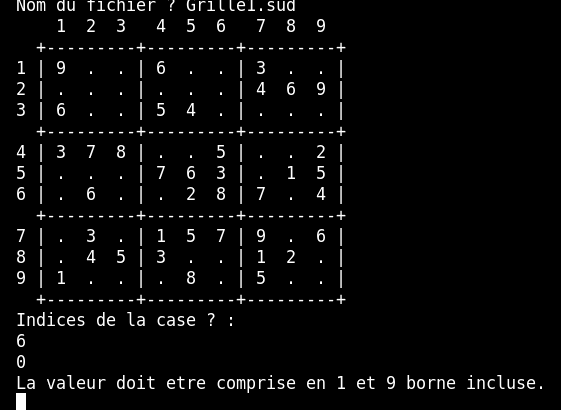 Nom du fichier ? Grille1.sud
    1  2  3   4  5  6   7  8  9
  +---------+---------+---------+
1 | 9  .  . | 6  .  . | 3  .  . |
2 | .  .  . | .  .  . | 4  6  9 |
3 | 6  .  . | 5  4  . | .  .  . |
  +---------+---------+---------+
4 | 3  7  8 | .  .  5 | .  .  2 |
5 | .  .  . | 7  6  3 | .  1  5 |
6 | .  6  . | .  2  8 | 7  .  4 |
  +---------+---------+---------+
7 | .  3  . | 1  5  7 | 9  .  6 |
8 | .  4  5 | 3  .  . | 1  2  . |
9 | 1  .  . | .  8  . | 5  .  . |
  +---------+---------+---------+
Indices de la case ? :
6
0
La valeur doit etre comprise en 1 et 9 borne incluse.